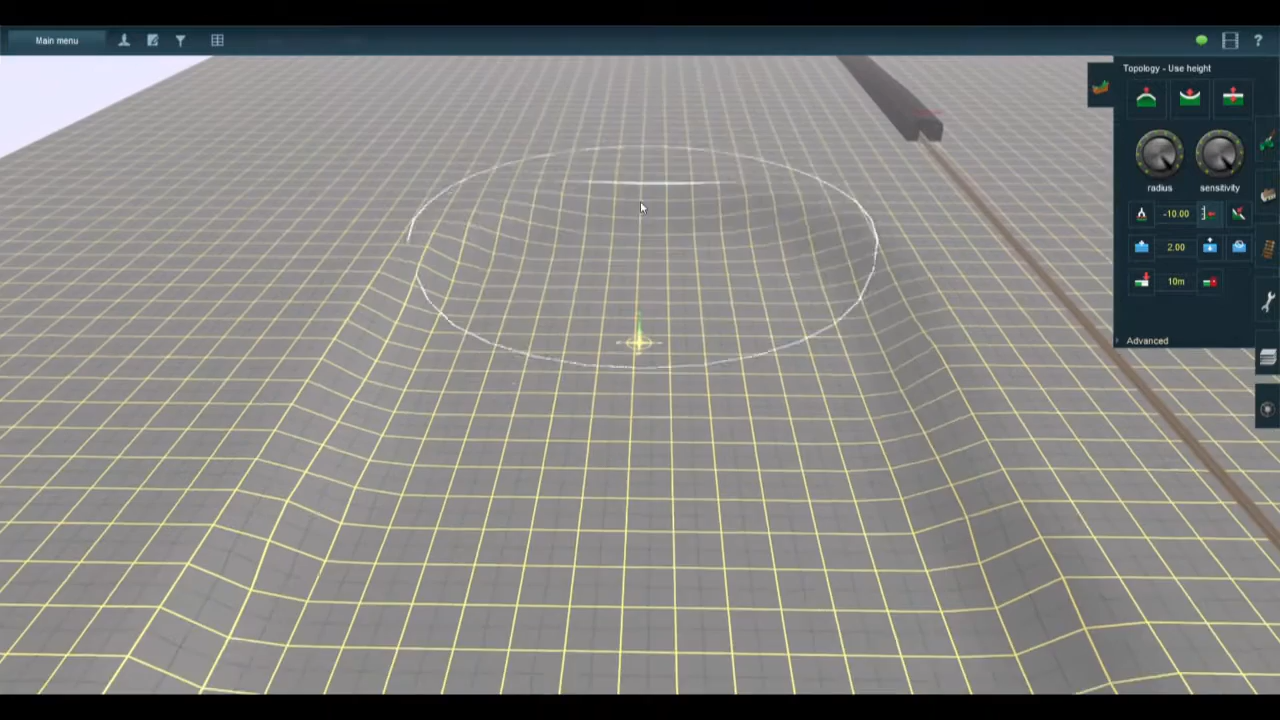 Main menu
?
Topology - Use height
radius
sensitivity
-10.00
2.00
10m
Advanced